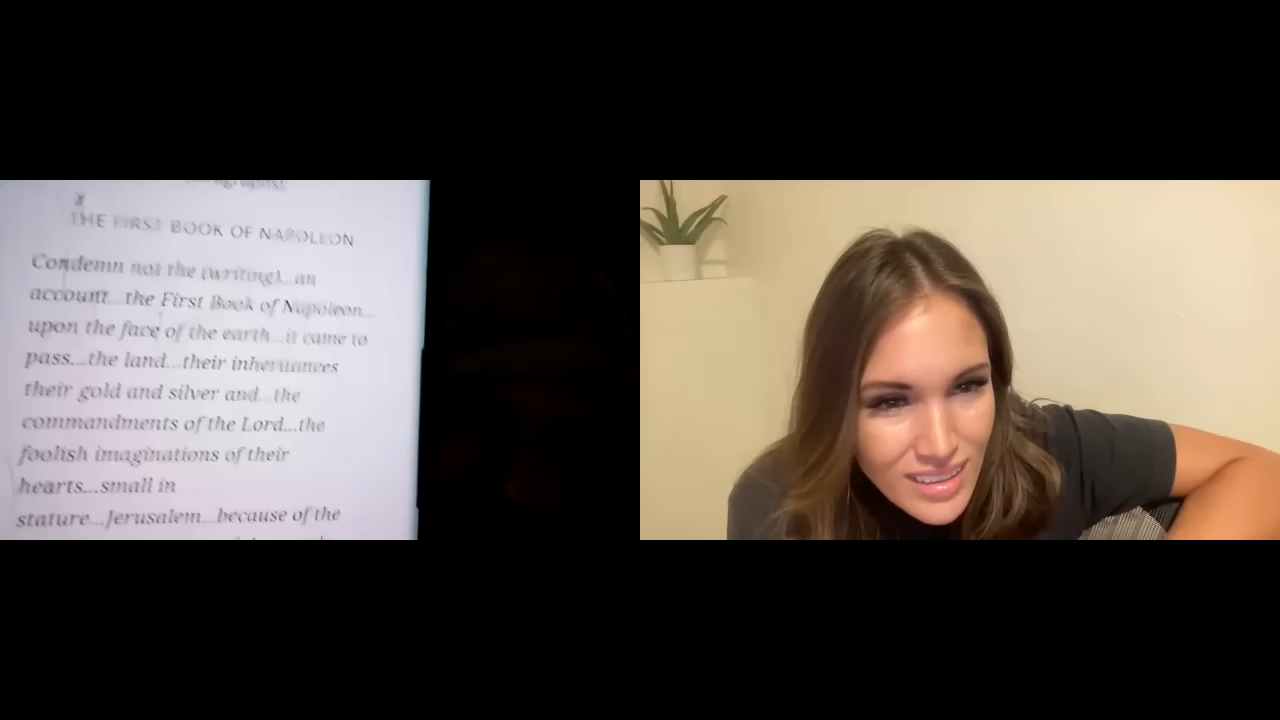 THE FIRST BOOK OF NAPOLEON
Condemn not the (writing)...an
account...the First Book of Napoleon...
upon the face of the earth...it came to
pass...the land...their inheritances
their gold and silver and...the
commandments of the Lord...the
foolish imaginations of their
hearts...small in
stature...Jerusalem...because of the